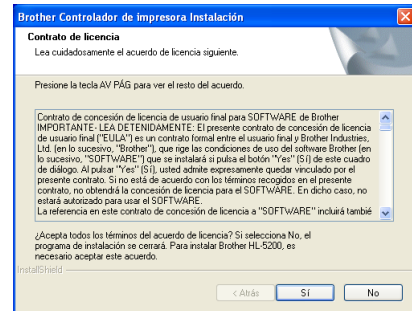 Brother Controlador de impresora Instalación
Contrato de licencia
Lea cuidadosamente el acuerdo de licencia siguiente.
Presione la tecla AV PÁG para ver el resto del acuerdo.
Contrato de concesión de licencia de usuario final para SOFTWARE de Brother
IMPORTANTE- LEA DETENIDAMENTE: El presente contrato de concesión de licencia
de usuario final ("EULA") es un contrato formal entre el usuario final y Brother Industries,
Ltd. (en lo sucesivo, "Brother"), que rige las condiciones de uso del software Brother (en
lo sucesivo, "SOFTWARE") que se instalará si pulsa el botón "Yes" (Sí) de este cuadro
de diálogo. Al pulsar "Yes" (Sí), usted admite expresamente quedar vinculado por el
presente contrato. Si no está de acuerdo con los términos recogidos en el presente
contrato, no obtendrá la concesión de licencia para el SOFTWARE. En dicho caso, no
estará autorizado para usar el SOFTWARE.
La referencia en este contrato de concesión de licencia a "SOFTWARE" incluirá tambié
¿Acepta todos los términos del acuerdo de licencia? Si selecciona No, el
programa de instalación se cerrará. Para instalar Brother HL-5200, es
necesario aceptar este acuerdo.
InstallShield
< Atrás
Sí
No